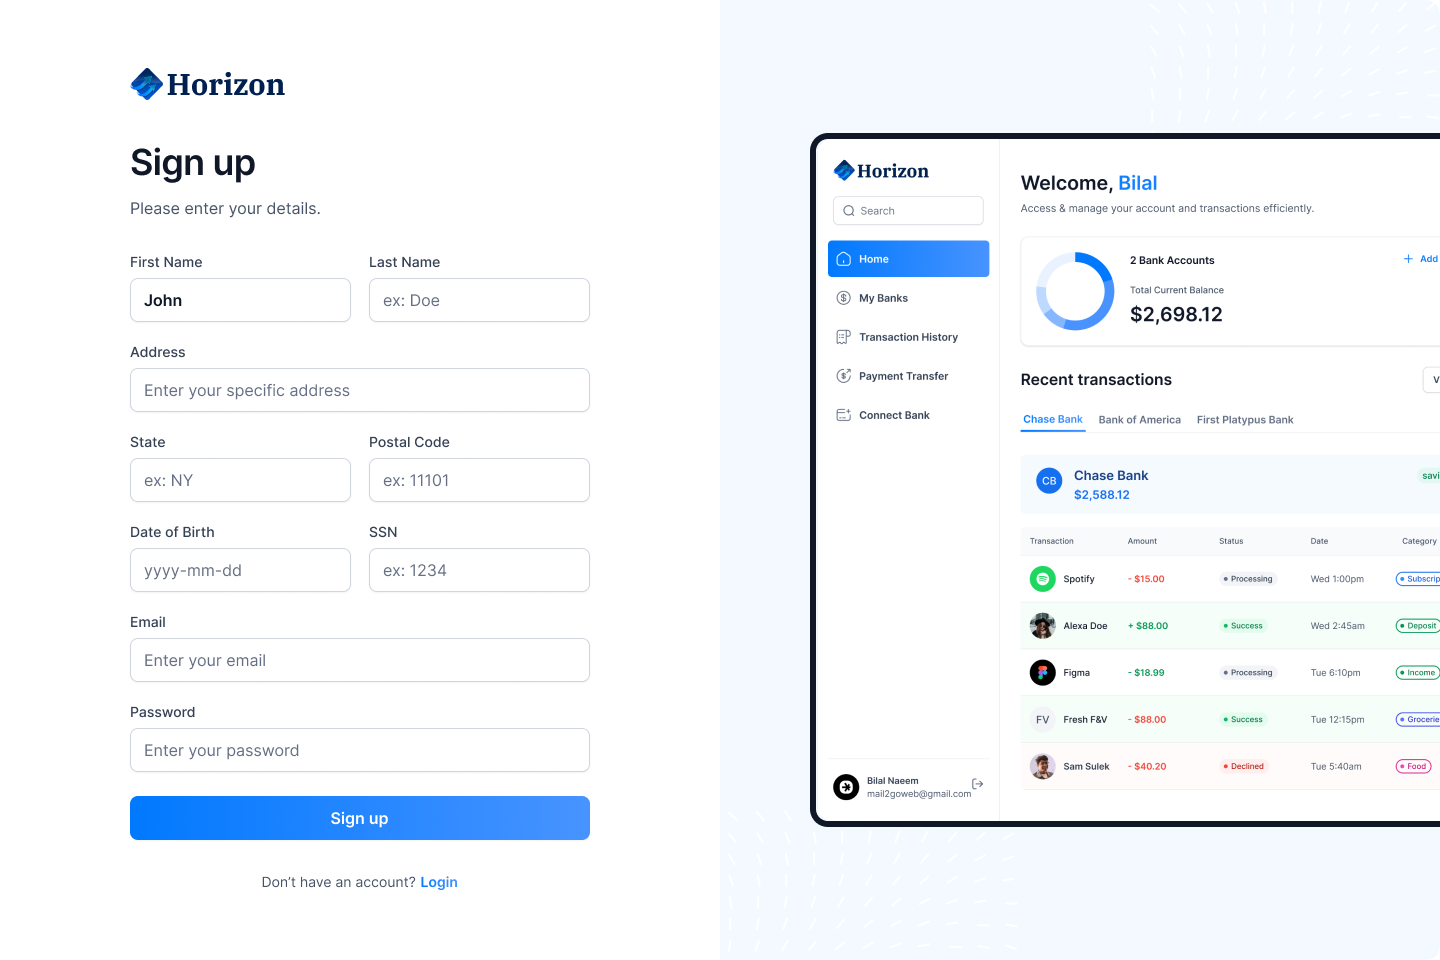 Horizon
Sign up
Please enter your details.
First Name
Last Name
John
ex: Doe
Address
Enter your specific address
State
Postal Code
ex: NY
ex: 11101
Date of Birth
SSN
yyyy-mm-dd
ex: 1234
Email
Enter your email
Password
Enter your password
Sign up
Don't have an account? Login
Horizon
Search
Home
My Banks
Transaction History
Payment Transfer
Connect Bank
Bilal Naeem
mail2goweb@gmail.com
Welcome, Bilal
Access & manage your account and transactions efficiently.
2 Bank Accounts
Add
Total Current Balance
$2,698.12
Recent transactions
V
Chase Bank Bank of America First Platypus Bank
CB
Chase Bank
savi
$2,588.12
Transaction Amount Status Date Category
Spotify - $15.00 Processing Wed 1:00pm Subscrip
Alexa Doe + $88.00 Success Wed 2:45am Deposit
Figma - $18.99 Processing Tue 6:10pm Income
FV Fresh F&V - $88.00 Success Tue 12:15pm Grocerie
Sam Sulek - $40.20 Declined Tue 5:40am Food